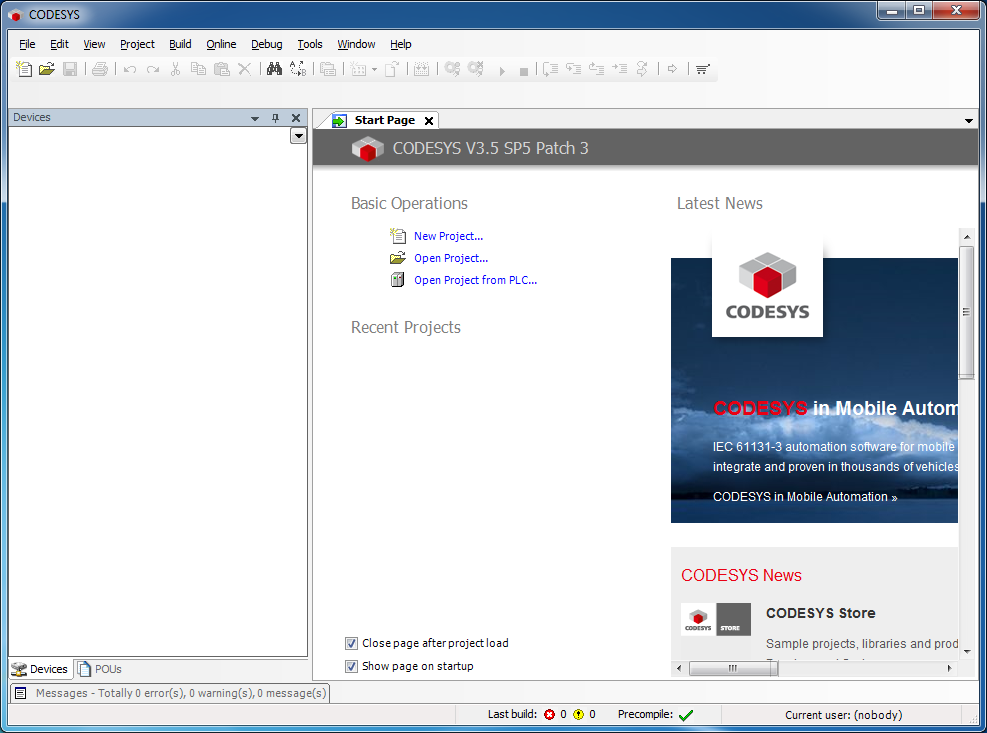 CODESYS
File Edit View Project Build Online Debug Tools Window Help
Devices
Start Page
CODESYS V3.5 SP5 Patch 3
Basic Operations
New Project...
Open Project...
Open Project from PLC...
Recent Projects
Latest News
CODESYS
CODESYS in Mobile Autom
IEC 61131-3 automation software for mobile
integrate and proven in thousands of vehicles
CODESYS in Mobile Automation »
CODESYS News
CODESYS STORE
CODESYS Store
Sample projects, libraries and prod
Close page after project load
Show page on startup
Devices POUs
Messages - Totally 0 error(s), 0 warning(s), 0 message(s)
Last build: 0 0 Precompile: Current user: (nobody)